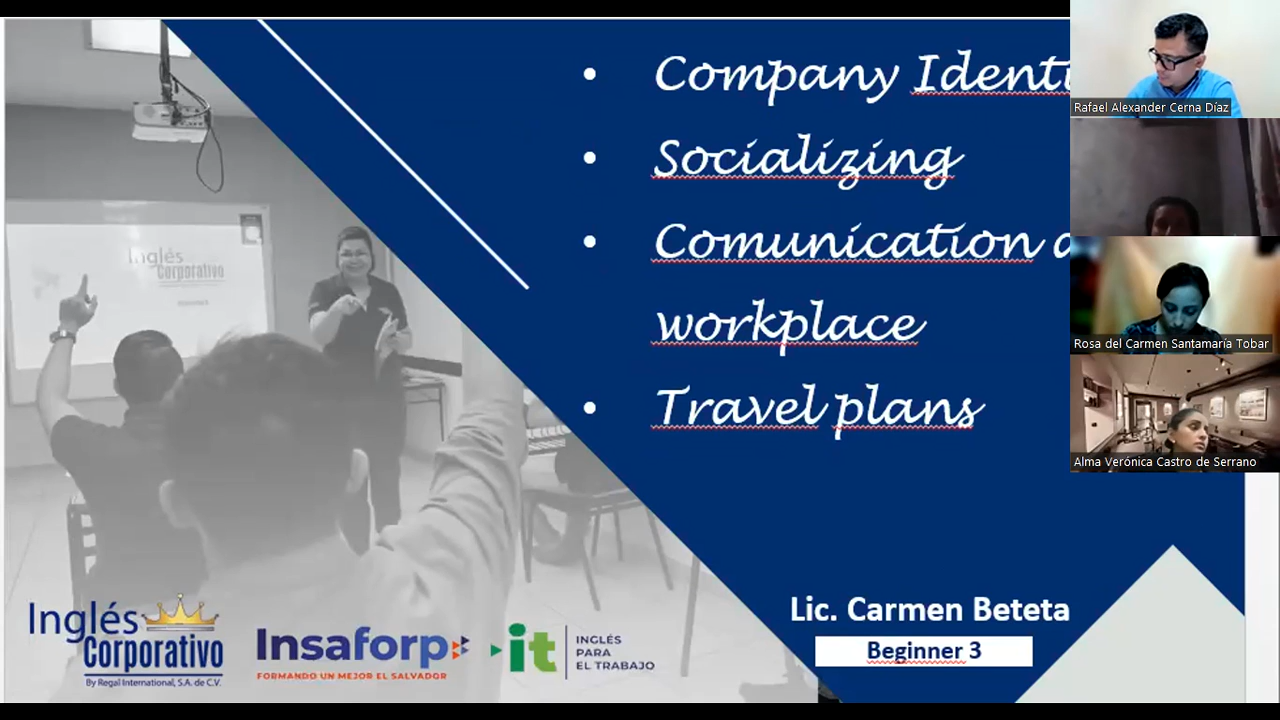 • Company Identi
• Socializing
• Comunication a
workplace
• Travel plans
Rafael Alexander Cerna Díaz
Rosa del Carmen Santamaría Tobar
Alma Verónica Castro de Serrano
Inglés
Corporativo
Lic. Carmen Beteta
Beginner 3
Inglés
Corporativo
By Regal International, S.A. de C.V.
Insaforp
FORMANDO UN MEJOR EL SALVADOR
it
INGLÉS
PARA
EL TRABAJO